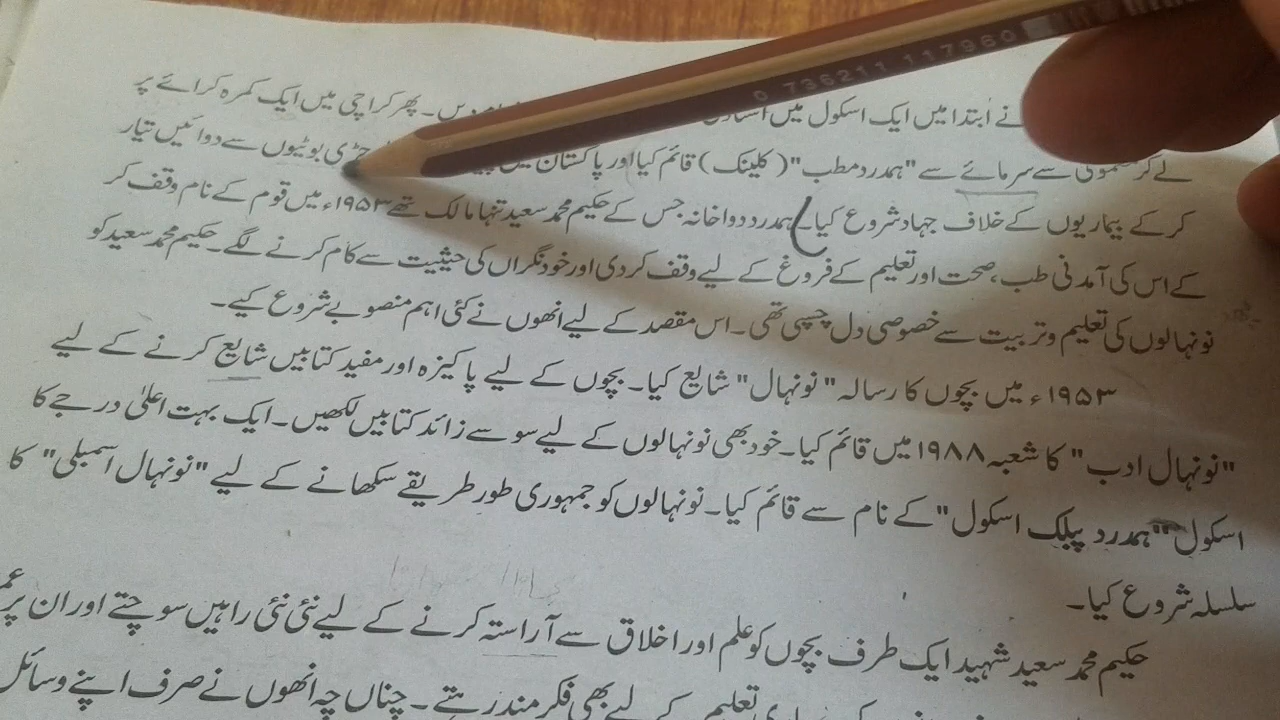 0 736211 117960
نے ابتدا میں ایک اسکول میں پھر کراچی میں ایک کمرہ کرائے پر
لے کر معمولی سے سرمائے سے "ہمدرد مطب" (کلینک) قائم کیا اور پاکستان میں جڑی بوٹیوں سے دوائیں تیار
کر کے بیماریوں کے خلاف جہاد شروع کیا۔ ہمدرد دواخانہ جس کے حکیم محمد سعید تنہا مالک تھے ۱۹۵۳ء میں قوم کے نام وقف کر
کے اس کی آمدنی طب، صحت اور تعلیم کے فروغ کے لیے وقف کر دی اور خود نگراں کی حیثیت سے کام کرنے لگے۔ حکیم محمد سعید کو
نونہالوں کی تعلیم و تربیت سے خصوصی دل چسپی تھی۔ اس مقصد کے لیے انھوں نے کئی اہم منصوبے شروع کیے۔
۱۹۵۳ء میں بچوں کا رسالہ "نونہال" شایع کیا۔ بچوں کے لیے پاکیزہ اور مفید کتابیں شایع کرنے کے لیے
"نونہال ادب" کا شعبہ ۱۹۸۸ میں قائم کیا۔ خود بھی نونہالوں کے لیے سو سے زائد کتابیں لکھیں۔ ایک بہت اعلیٰ درجے کا
اسکول "ہمدرد پبلک اسکول" کے نام سے قائم کیا۔ نونہالوں کو جمہوری طور طریقے سکھانے کے لیے "نونہال اسمبلی" کا
سلسلہ شروع کیا۔
حکیم محمد سعید شہید ایک طرف بچوں کو علم اور اخلاق سے آراستہ کرنے کے لیے نئی نئی راہیں سوچتے اور ان پر عمل
تعلیم کے لیے بھی فکر مند رہتے۔ چناں چہ انھوں نے صرف اپنے وسائل